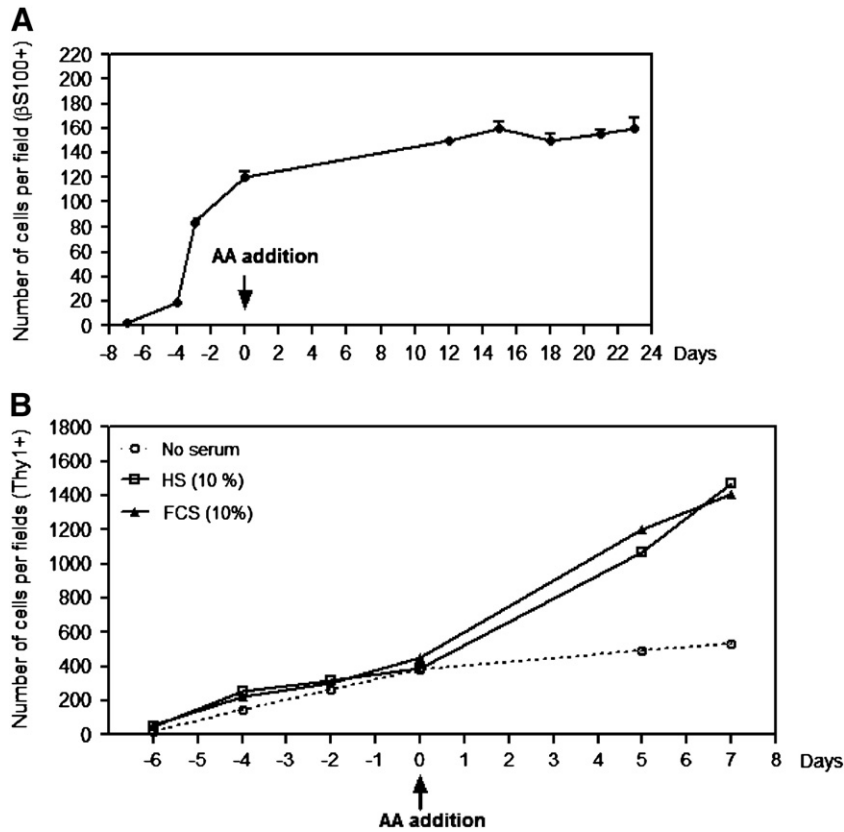 A
Number of cells per field (βS100+)
220
200
180
160
140
120
100
80
60
40
20
0
AA addition
-8 -6 -4 -2 0 2 4 6 8 10 12 14 16 18 20 22 24 Days
B
Number of cells per fields (Thy1+)
1800
1600
1400
1200
1000
800
600
400
200
0
No serum
HS (10 %)
FCS (10%)
-6 -5 -4 -3 -2 -1 0 1 2 3 4 5 6 7 8 Days
AA addition